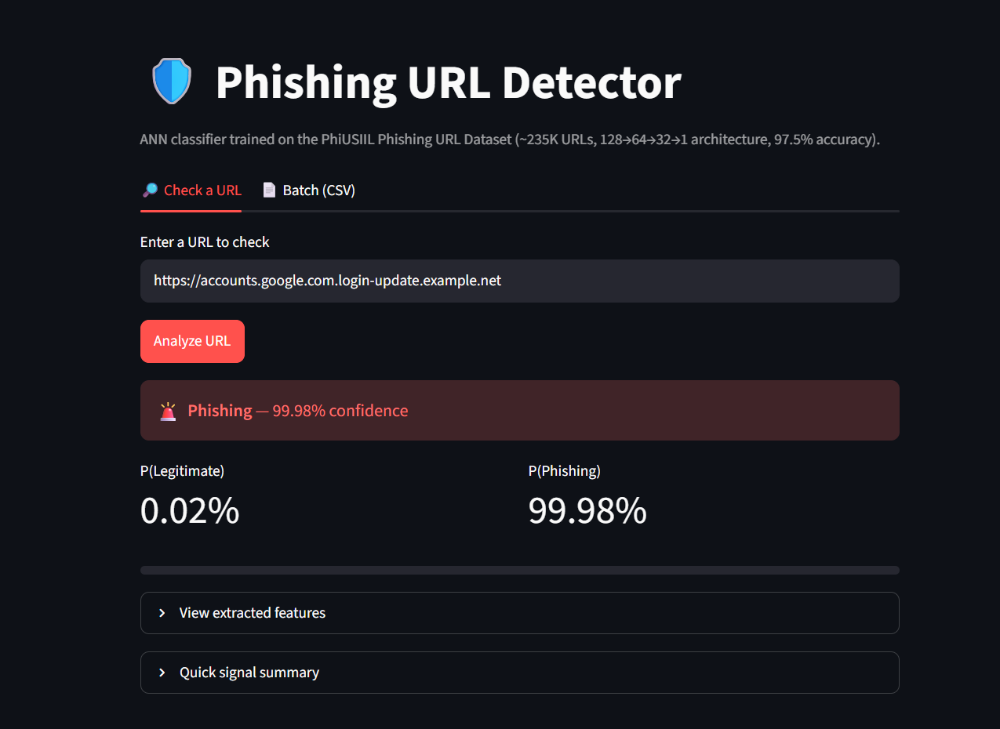 Phishing URL Detector
ANN classifier trained on the PhiUSIIL Phishing URL Dataset (~235K URLs, 128→64→32→1 architecture, 97.5% accuracy).
Check a URL
Batch (CSV)
Enter a URL to check
https://accounts.google.com.login-update.example.net
Analyze URL
Phishing — 99.98% confidence
P(Legitimate)
P(Phishing)
0.02%
99.98%
View extracted features
Quick signal summary